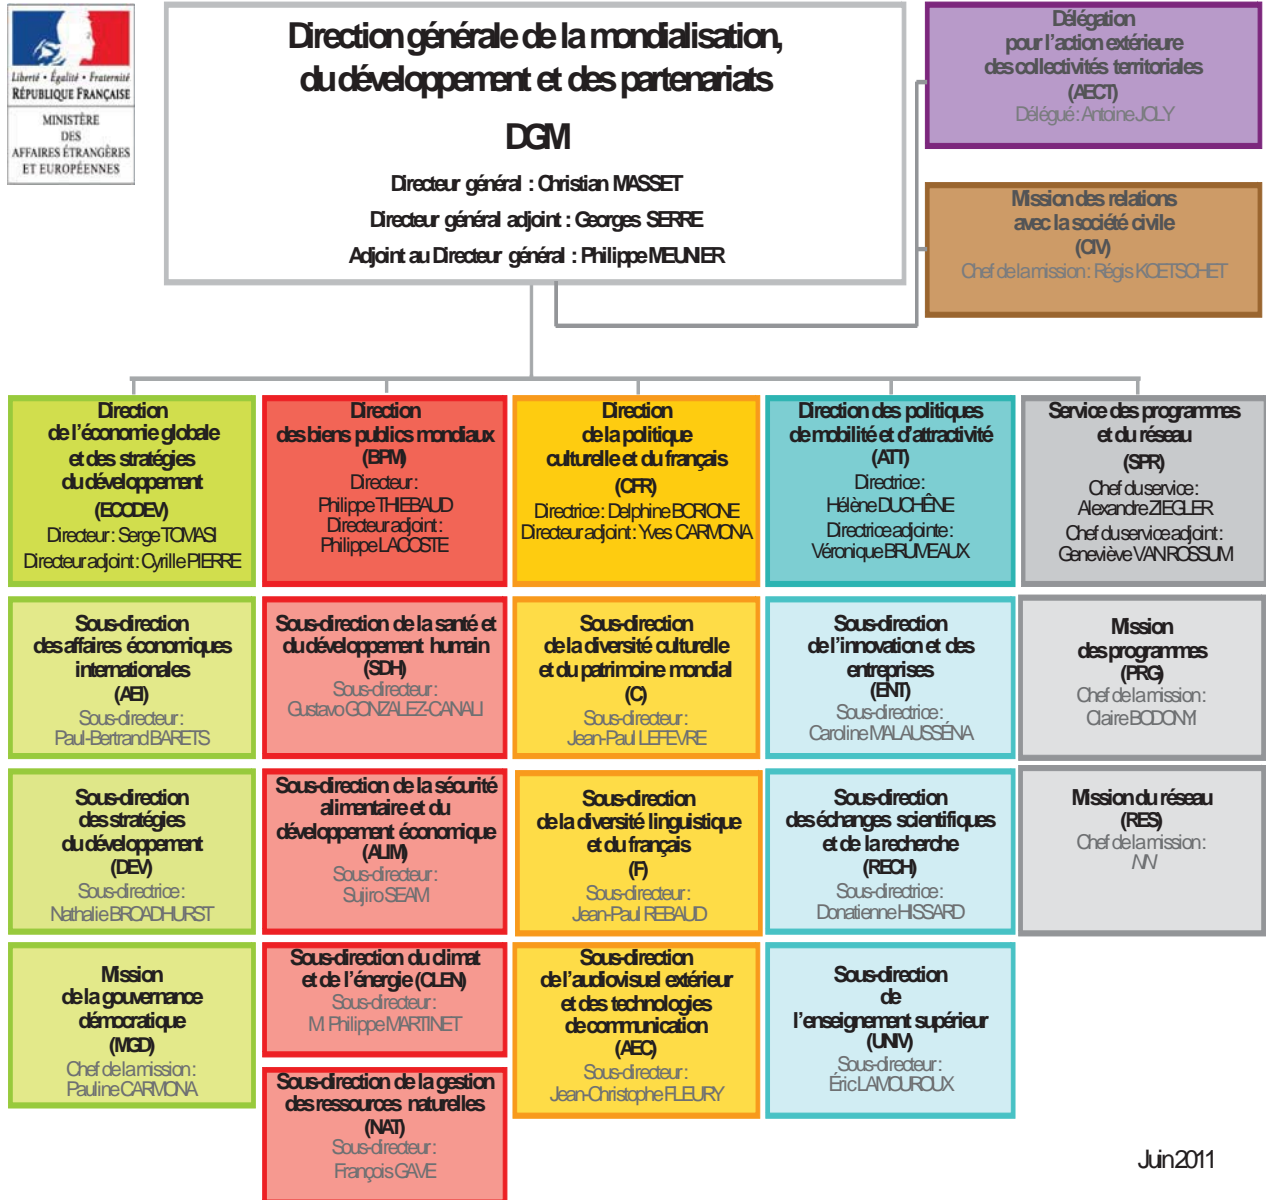 Liberté • Égalité • Fraternité
RÉPUBLIQUE FRANÇAISE
MINISTÈRE
DES
AFFAIRES ÉTRANGÈRES
ET EUROPÉENNES
Direction générale de la mondialisation,
du développement et des partenariats
DGM
Directeur général : Christian MASSET
Directeur général adjoint : Georges SERRE
Adjoint au Directeur général : Philippe MEUNIER
Délégation
pour l'action extérieure
des collectivités territoriales
(AECT)
Délégué : Antoine JOLY
Mission des relations
avec la société civile
(CIV)
Chef de la mission : Régis KOETSCHET
Direction
de l'économie globale
et des stratégies
du développement
(ECODEV)
Directeur : Serge TOMASI
Directeur adjoint : Cyrille PIERRE
Sous-direction
des affaires économiques
internationales
(AEI)
Sous-directeur :
Paul-Bertrand BARETS
Sous-direction
des stratégies
du développement
(DEV)
Sous-directrice :
Nathalie BROADHURST
Mission
de la gouvernance
démocratique
(MGD)
Chef de la mission :
Pauline CARMONA
Direction
des biens publics mondiaux
(BPM)
Directeur :
Philippe THIEBAUD
Directeur adjoint :
Philippe LACOSTE
Sous-direction de la santé et
du développement humain
(SDH)
Sous-directeur :
Gustavo GONZALEZ-CANALI
Sous-direction de la sécurité
alimentaire et du
développement économique
(ALIM)
Sous-directeur :
Sujiro SEAM
Sous-direction du climat
et de l'énergie (CLEN)
Sous-directeur :
M. Philippe MARTINET
Sous-direction de la gestion
des ressources naturelles
(NAT)
Sous-directeur :
François GAVE
Direction
de la politique
culturelle et du français
(CFR)
Directrice : Delphine BORIONE
Directeur adjoint : Yves CARMONA
Sous-direction
de la diversité culturelle
et du patrimoine mondial
(C)
Sous-directeur :
Jean-Paul LEFEVRE
Sous-direction
de la diversité linguistique
et du français
(F)
Sous-directeur :
Jean-Paul REBAUD
Sous-direction
de l'audiovisuel extérieur
et des technologies
de communication
(AEC)
Sous-directeur :
Jean-Christophe FLEURY
Direction des politiques
de mobilité et d'attractivité
(ATT)
Directrice :
Hélène DUCHÊNE
Directrice adjointe :
Véronique BRUMEAUX
Sous-direction
de l'innovation et des
entreprises
(ENT)
Sous-directrice :
Caroline MALAUSSÉNA
Sous-direction
des échanges scientifiques
et de la recherche
(RECH)
Sous-directrice :
Donatienne HISSARD
Sous-direction
de
l'enseignement supérieur
(UNIV)
Sous-directeur :
Éric LAMOUROUX
Service des programmes
et du réseau
(SPR)
Chef du service :
Alexandre ZIEGLER
Chef du service adjoint :
Geneviève VAN ROSSUM
Mission
des programmes
(PRG)
Chef de la mission :
Claire BODONYI
Mission du réseau
(RES)
Chef de la mission :
NN
Juin 2011